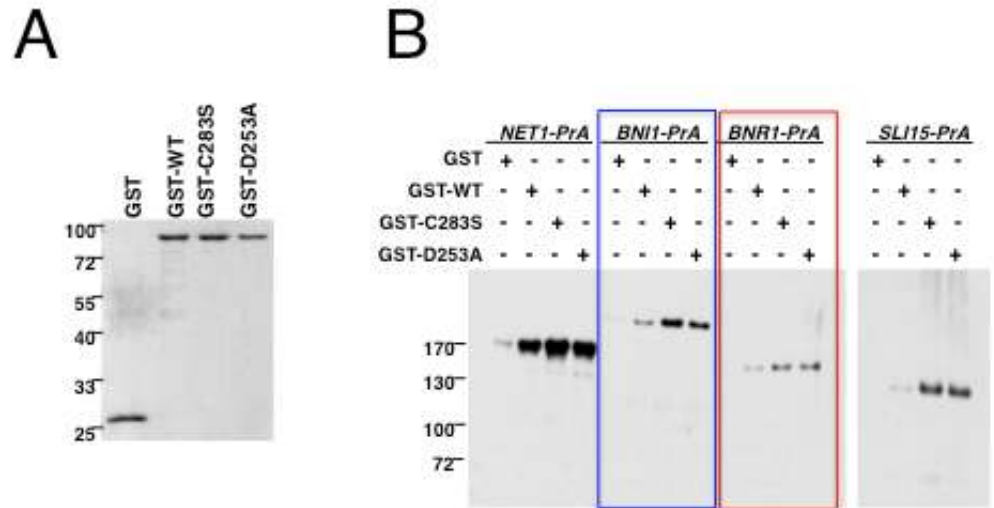 A
B
GST
GST-WT
GST-C283S
GST-D253A
100
72
55
40
33
25
NET1-PrA BNI1-PrA BNR1-PrA SLI15-PrA
GST + - - - + - - - + - - - + - - -
GST-WT - + - - - + - - - + - - - + - -
GST-C283S - - + - - - + - - - + - - - + -
GST-D253A - - - + - - - + - - - + - - - +
170
130
100
72